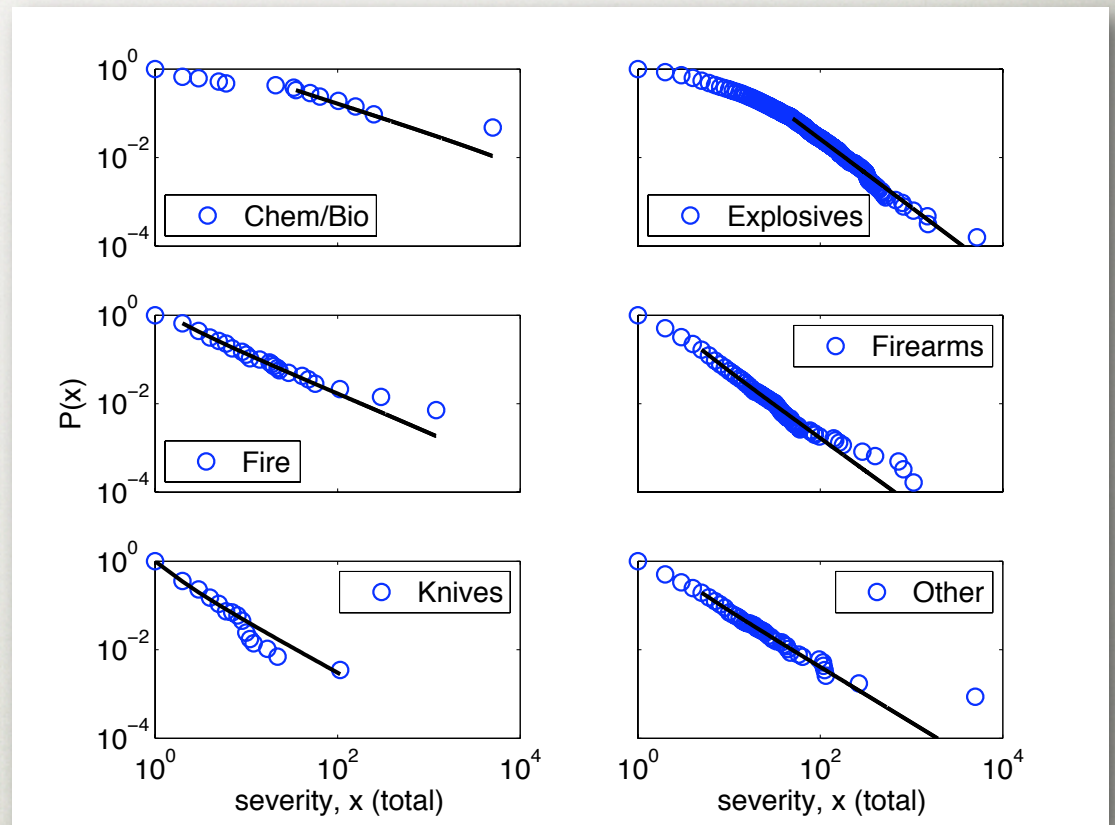 10^0
10^−2
10^−4
Chem/Bio
Explosives
10^0
10^−2
10^−4
P(x)
Fire
Firearms
10^0
10^−2
10^−4
Knives
Other
10^0 10^2 10^4
10^0 10^2 10^4
severity, x (total)
severity, x (total)